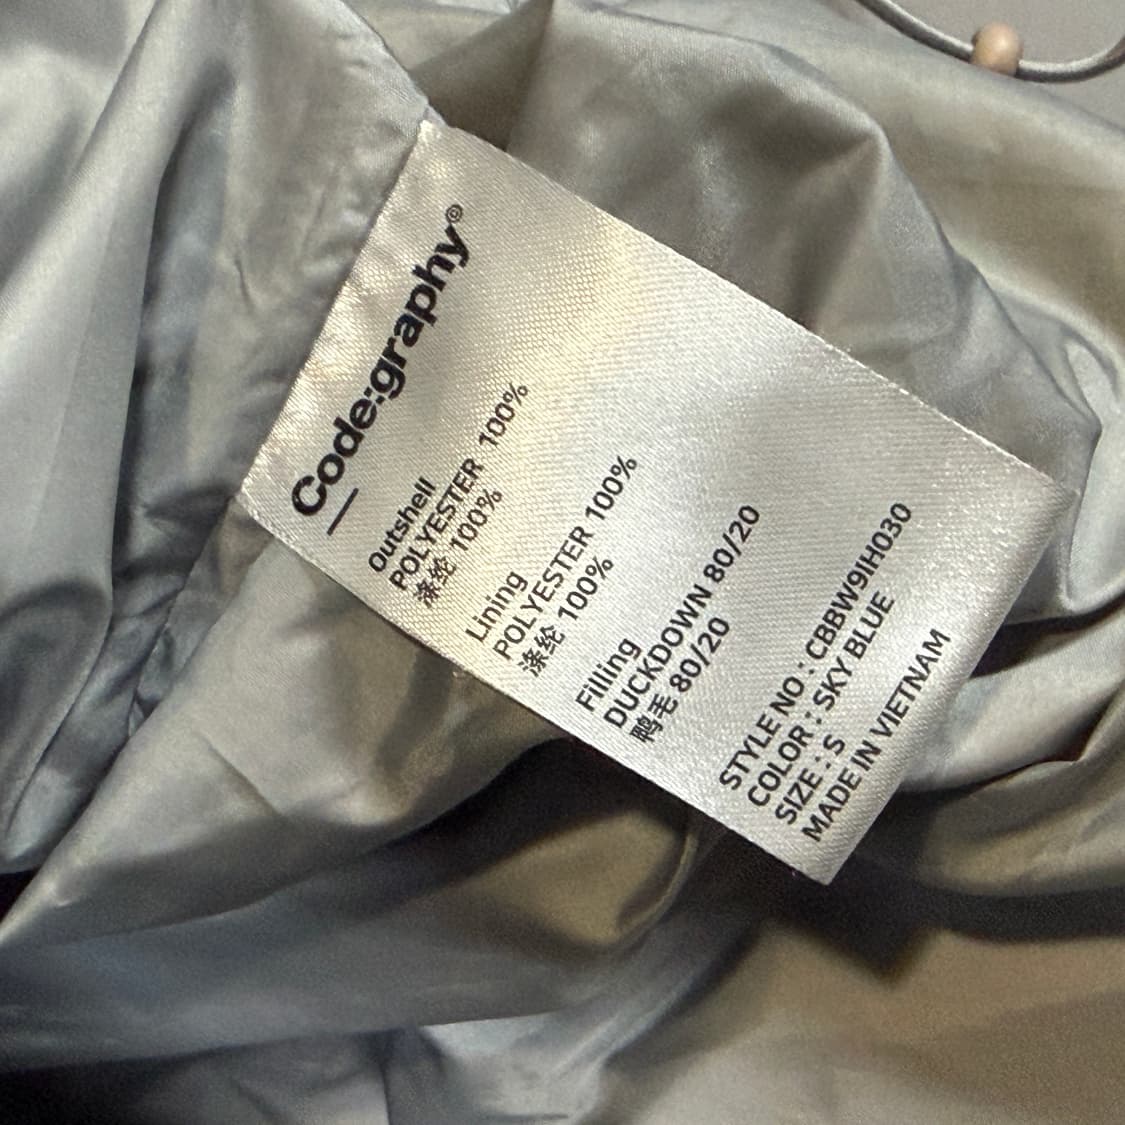 Code:graphy©
Outshell
POLYESTER 100%
涤纶 100%
Lining
POLYESTER 100%
涤纶 100%
Filling
DUCKDOWN 80/20
鸭毛 80/20
STYLE NO : CBBW9IH030
COLOR : SKY BLUE
SIZE : S
MADE IN VIETNAM